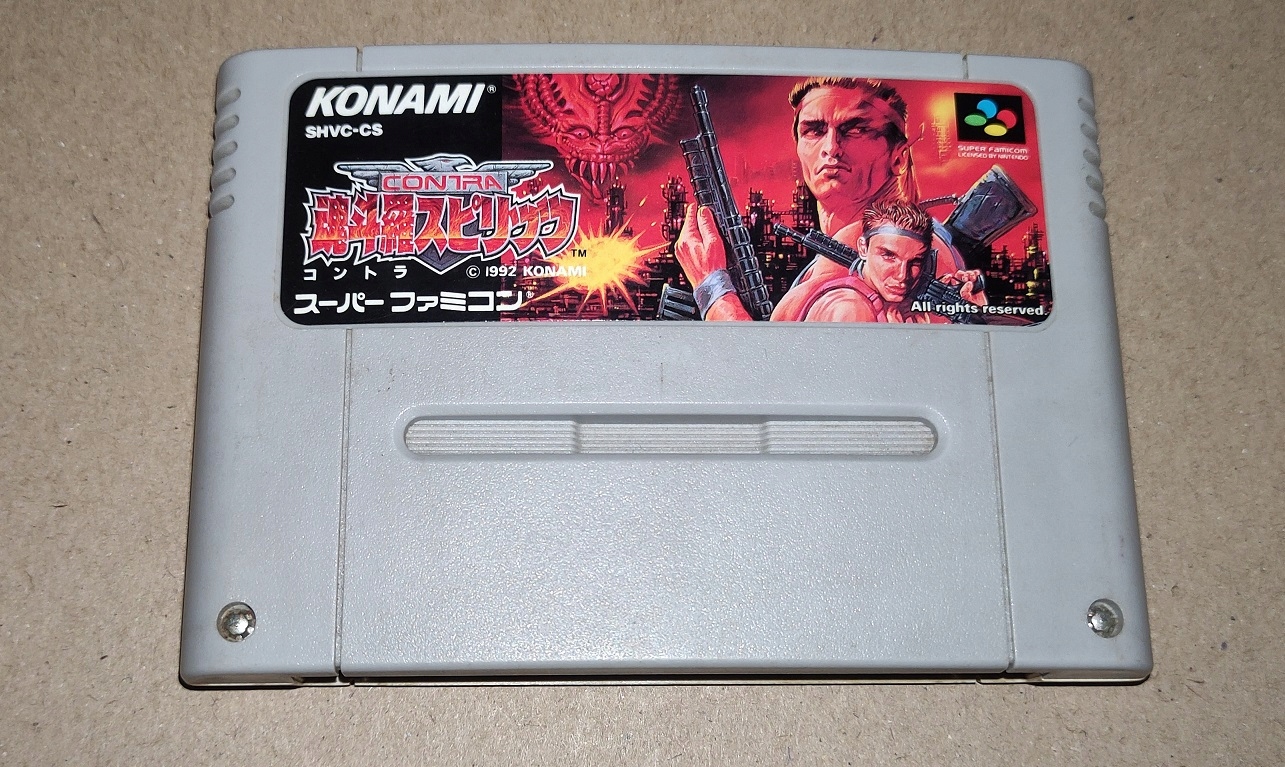 KONAMI®
SHVC-CS
CONTRA
魂斗羅スピリッツ™
コントラ
© 1992 KONAMI
スーパーファミコン®
SUPER FAMICOM
LICENSED BY NINTENDO
All rights reserved.